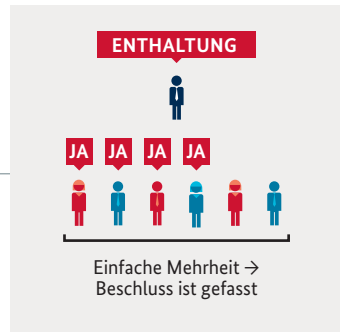 ENTHALTUNG
JA JA JA JA
Einfache Mehrheit →
Beschluss ist gefasst